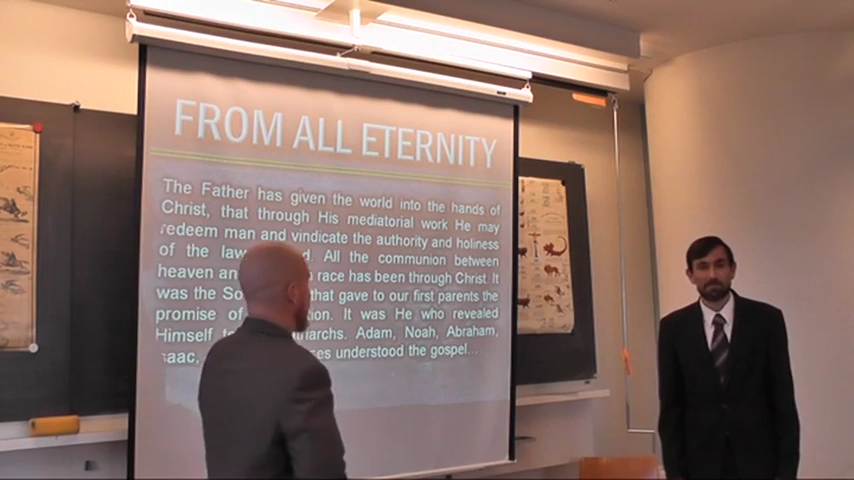 FROM ALL ETERNITY
The Father has given the world into the hands of
Christ, that through His mediatorial work He may
redeem man and vindicate the authority and holiness
of the law
All the communion between
heaven an race has been through Christ. It
was the So that gave to our first parents the
promise of
It was He who revealed
Himself
Adam, Noah, Abraham,
understood the gospel...